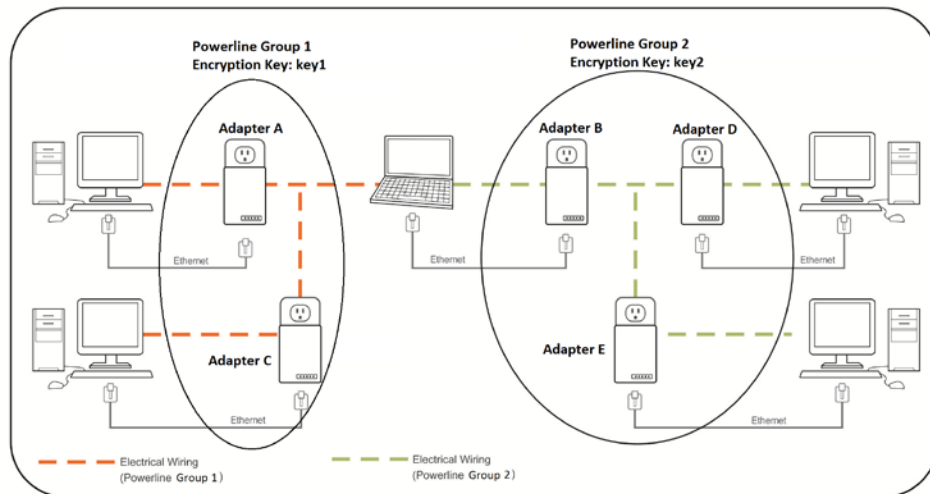 Powerline Group 1
Encryption Key: key1
Powerline Group 2
Encryption Key: key2
Adapter A
Adapter B
Adapter D
Ethernet
Ethernet
Ethernet
Adapter C
Adapter E
Ethernet
Ethernet
Electrical Wiring
(Powerline Group 1)
Electrical Wiring
(Powerline Group 2)